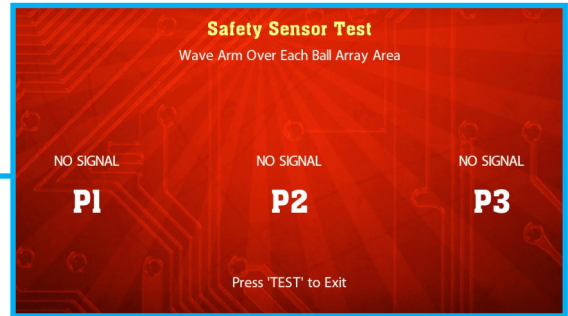 Safety Sensor Test
Wave Arm Over Each Ball Array Area
NO SIGNAL NO SIGNAL NO SIGNAL
P1 P2 P3
Press 'TEST' to Exit